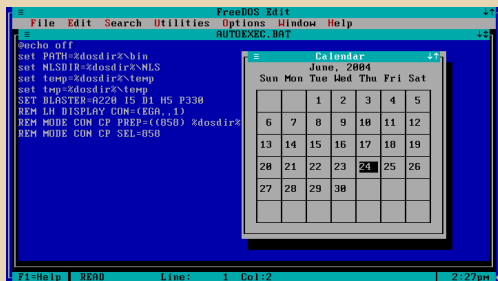 FreeDOS Edit
File Edit Search Utilities Options Window Help
AUTOEXEC.BAT
@echo off
set PATH=%dosdir%\bin
set NLSDIR=%dosdir%\NLS
set temp=%dosdir%\temp
set tmp=%dosdir%\temp
SET BLASTER=A220 I5 D1 H5 P330
REM LH DISPLAY CON=(EGA,,1)
REM MODE CON CP PREP=((858) %dosdir%
REM MODE CON CP SEL=858
Calendar
June, 2004
Sun Mon Tue Wed Thu Fri Sat
1 2 3 4 5
6 7 8 9 10 11 12
13 14 15 16 17 18 19
20 21 22 23 24 25 26
27 28 29 30
F1=Help READ Line: 1 Col:2 2:27pm